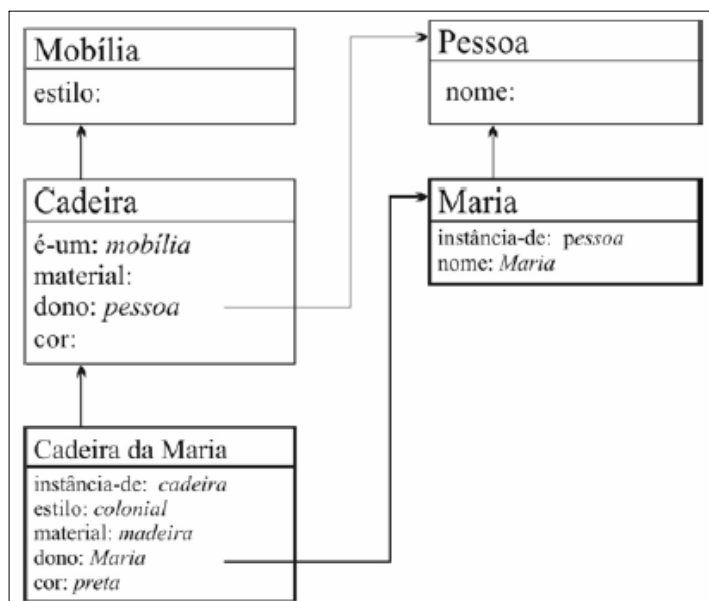 Mobília
estilo:
Pessoa
nome:
Cadeira
é-um: mobília
material:
dono: pessoa
cor:
Maria
instância-de: pessoa
nome: Maria
Cadeira da Maria
instância-de: cadeira
estilo: colonial
material: madeira
dono: Maria
cor: preta